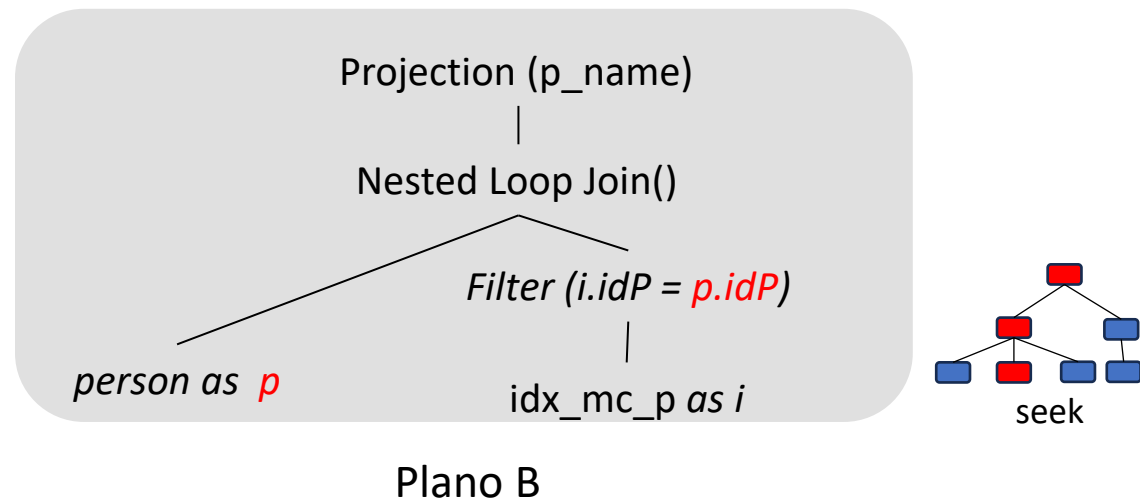 Projection (p_name)
Nested Loop Join()
Filter (i.idP = p.idP)
person as p
idx_mc_p as i
seek
Plano B